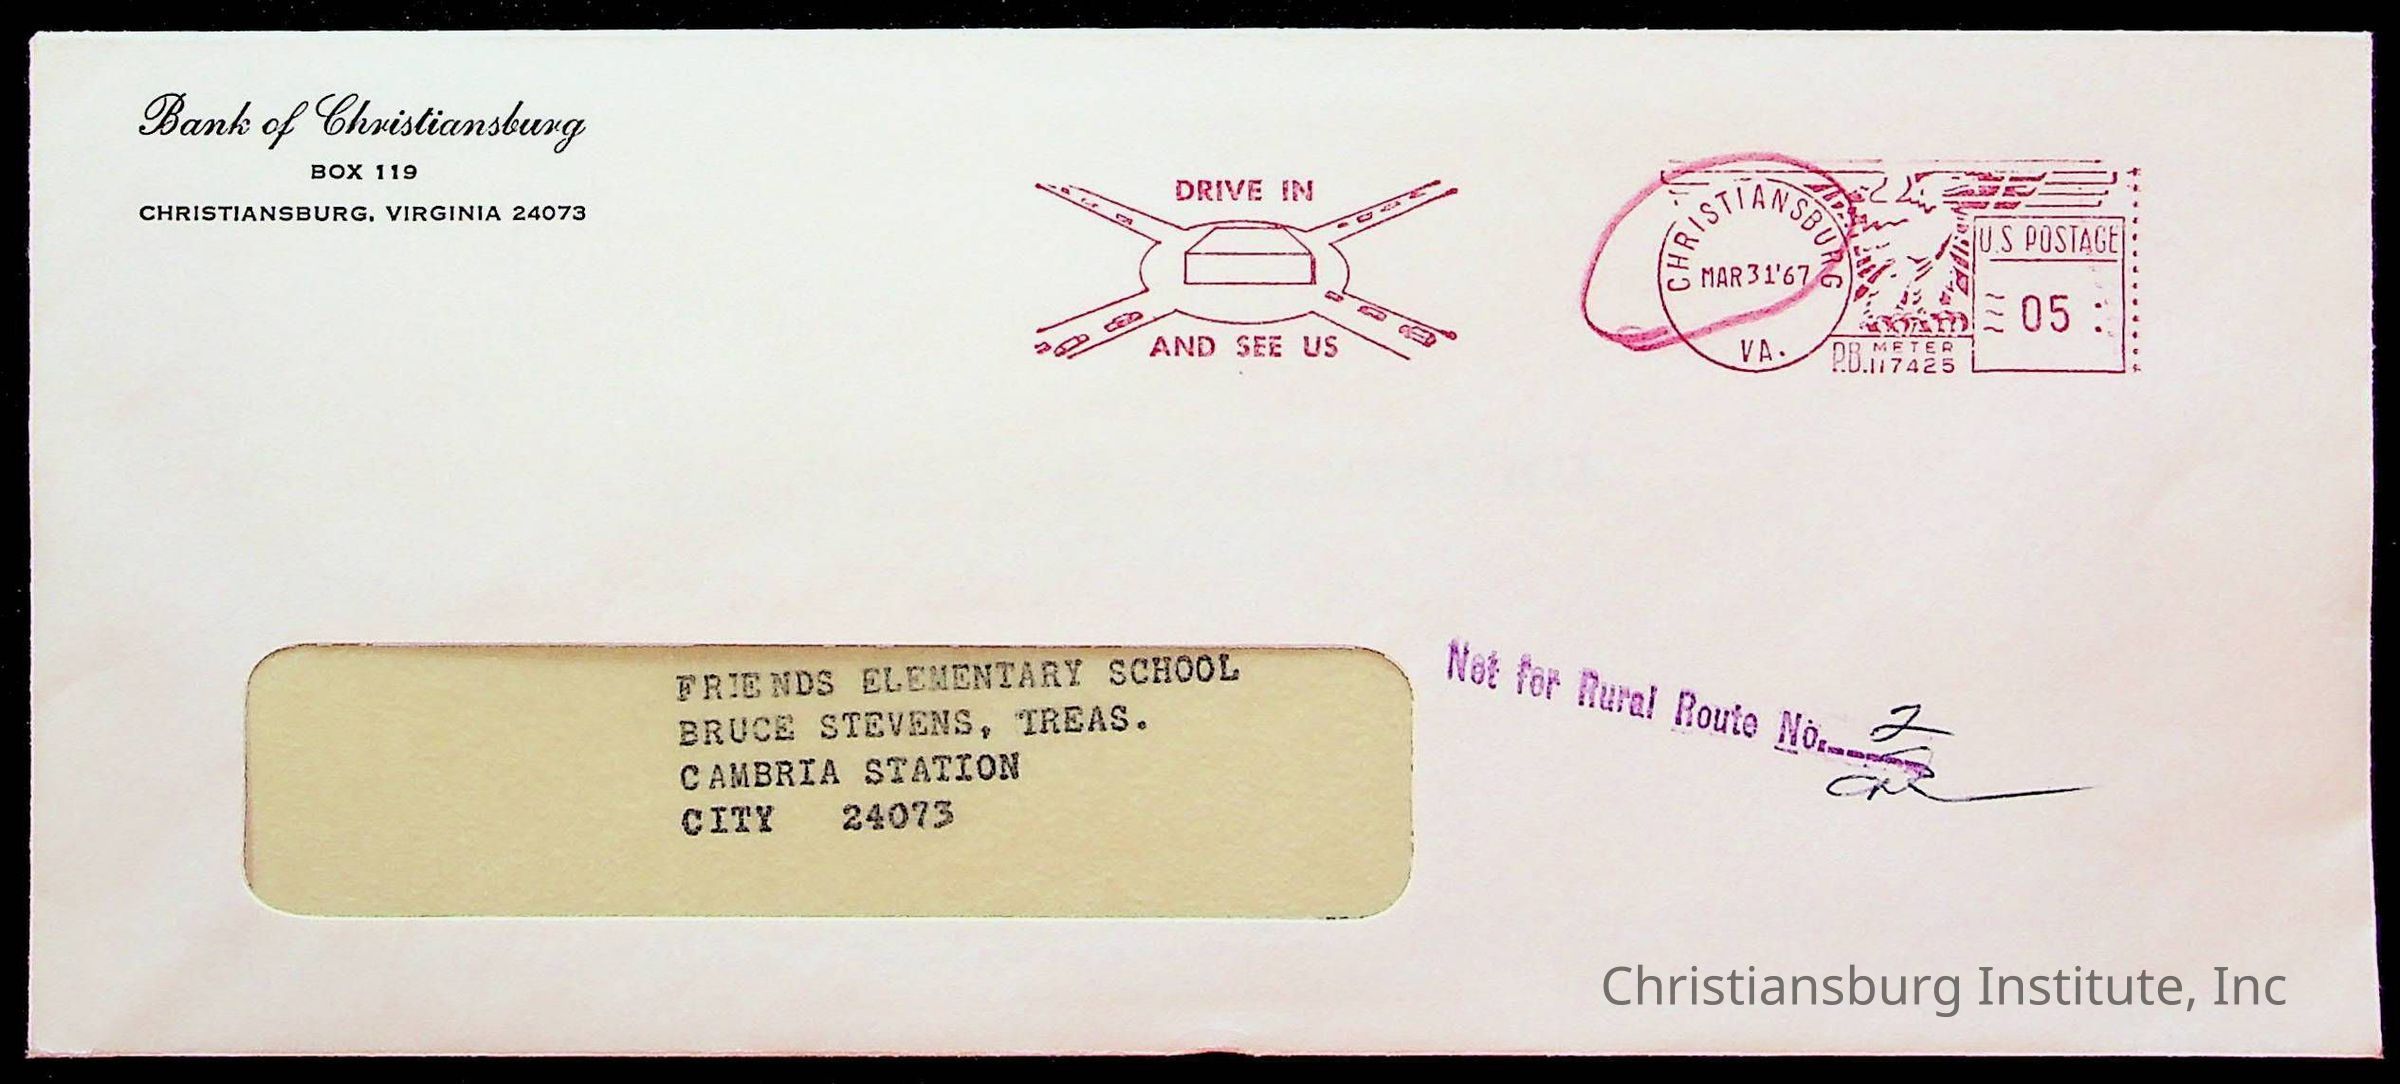 Bank of Christiansburg
BOX 119
CHRISTIANSBURG, VIRGINIA 24073
DRIVE IN
AND SEE US
CHRISTIANSBURG
MAR 31 '67
VA.
P.B. METER
117425
U.S POSTAGE
05
FRIENDS ELEMENTARY SCHOOL
BRUCE STEVENS, TREAS.
CAMBRIA STATION
CITY 24073
Not for Rural Route No. 2
Christiansburg Institute, Inc